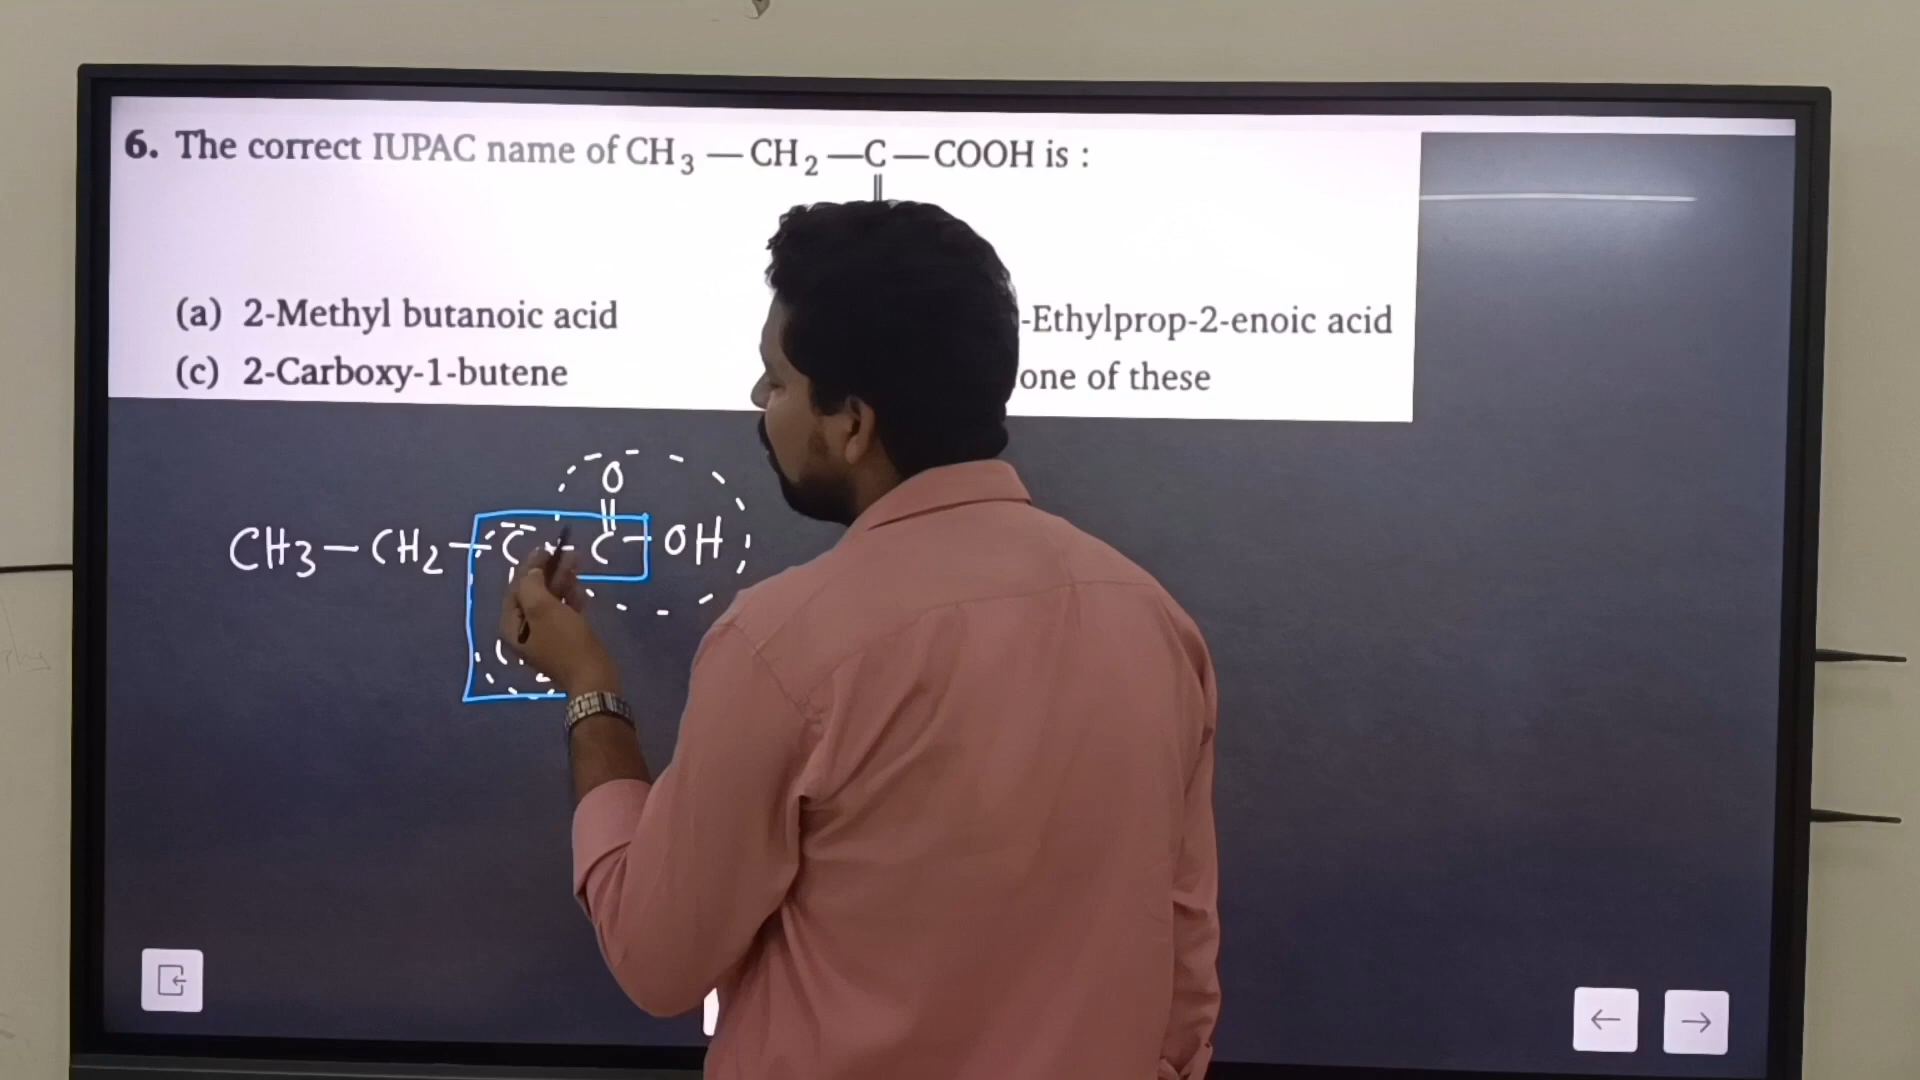 6. The correct IUPAC name of CH3 — CH2 — C — COOH is :
||
(a) 2-Methyl butanoic acid -Ethylprop-2-enoic acid
(c) 2-Carboxy-1-butene one of these
O
||
CH3 — CH2 — C — C — OH